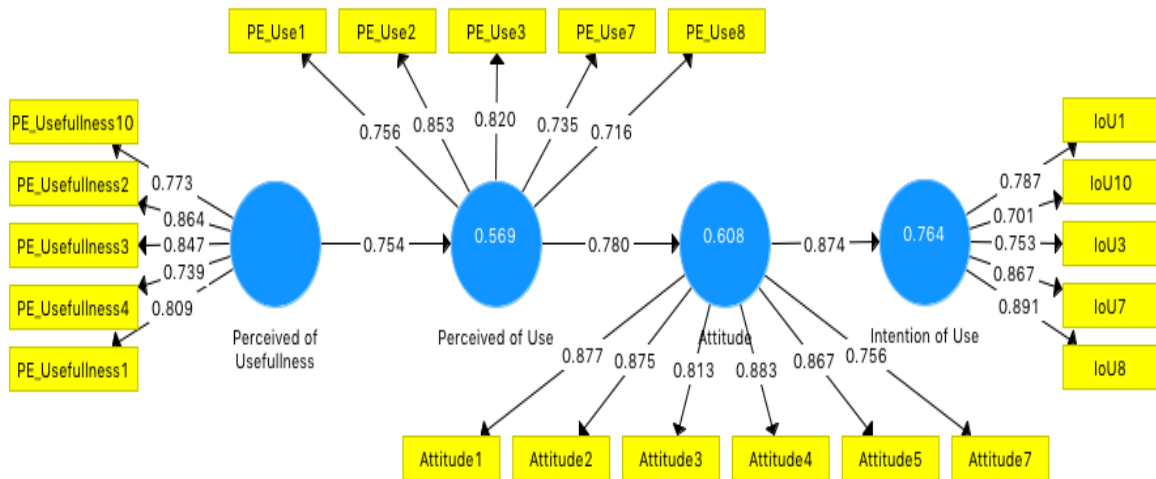 PE_Use1
PE_Use2
PE_Use3
PE_Use7
PE_Use8
0.756
0.853
0.820
0.735
0.716
PE_Usefullness10
PE_Usefullness2
PE_Usefullness3
PE_Usefullness4
PE_Usefullness1
0.773
0.864
0.847
0.739
0.809
Perceived of
Usefullness
0.754
0.569
Perceived of Use
0.780
0.608
Attitude
0.874
0.764
Intention of Use
0.787
0.701
0.753
0.867
0.891
IoU1
IoU10
IoU3
IoU7
IoU8
0.877
0.875
0.813
0.883
0.867
0.756
Attitude1
Attitude2
Attitude3
Attitude4
Attitude5
Attitude7